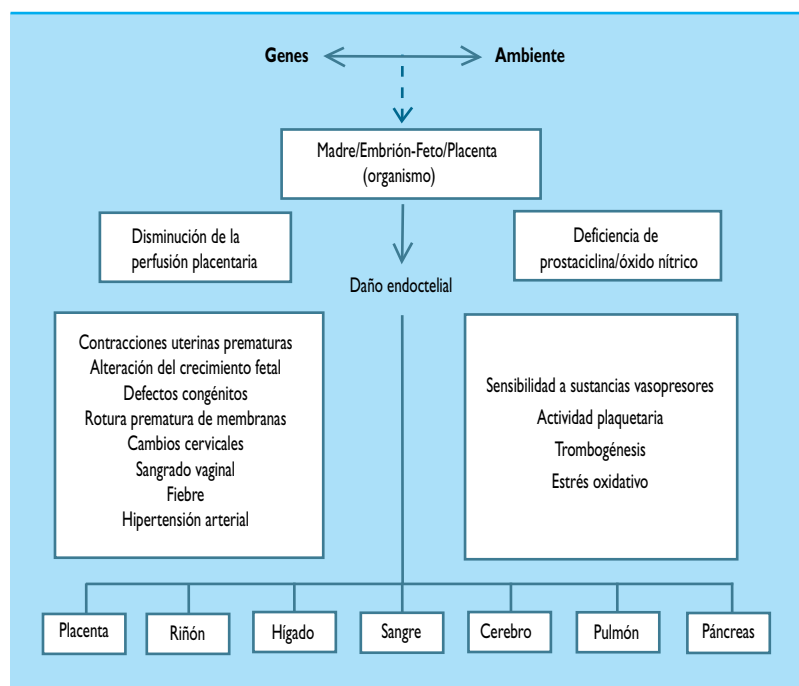 Genes
Ambiente
Madre/Embrión-Feto/Placenta
(organismo)
Disminución de la
perfusión placentaria
Deficiencia de
prostaciclina/óxido nítrico
Daño endoctelial
Contracciones uterinas prematuras
Alteración del crecimiento fetal
Defectos congénitos
Rotura prematura de membranas
Cambios cervicales
Sangrado vaginal
Fiebre
Hipertensión arterial
Sensibilidad a sustancias vasopresores
Actividad plaquetaria
Trombogénesis
Estrés oxidativo
Placenta
Riñón
Hígado
Sangre
Cerebro
Pulmón
Páncreas